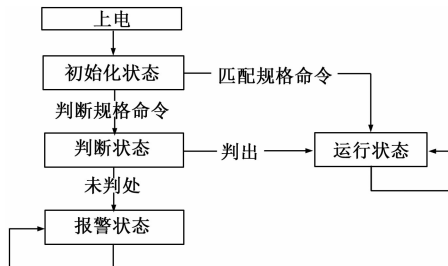 上电
初始化状态
匹配规格命令
判断规格命令
判断状态
判出
运行状态
未判处
报警状态